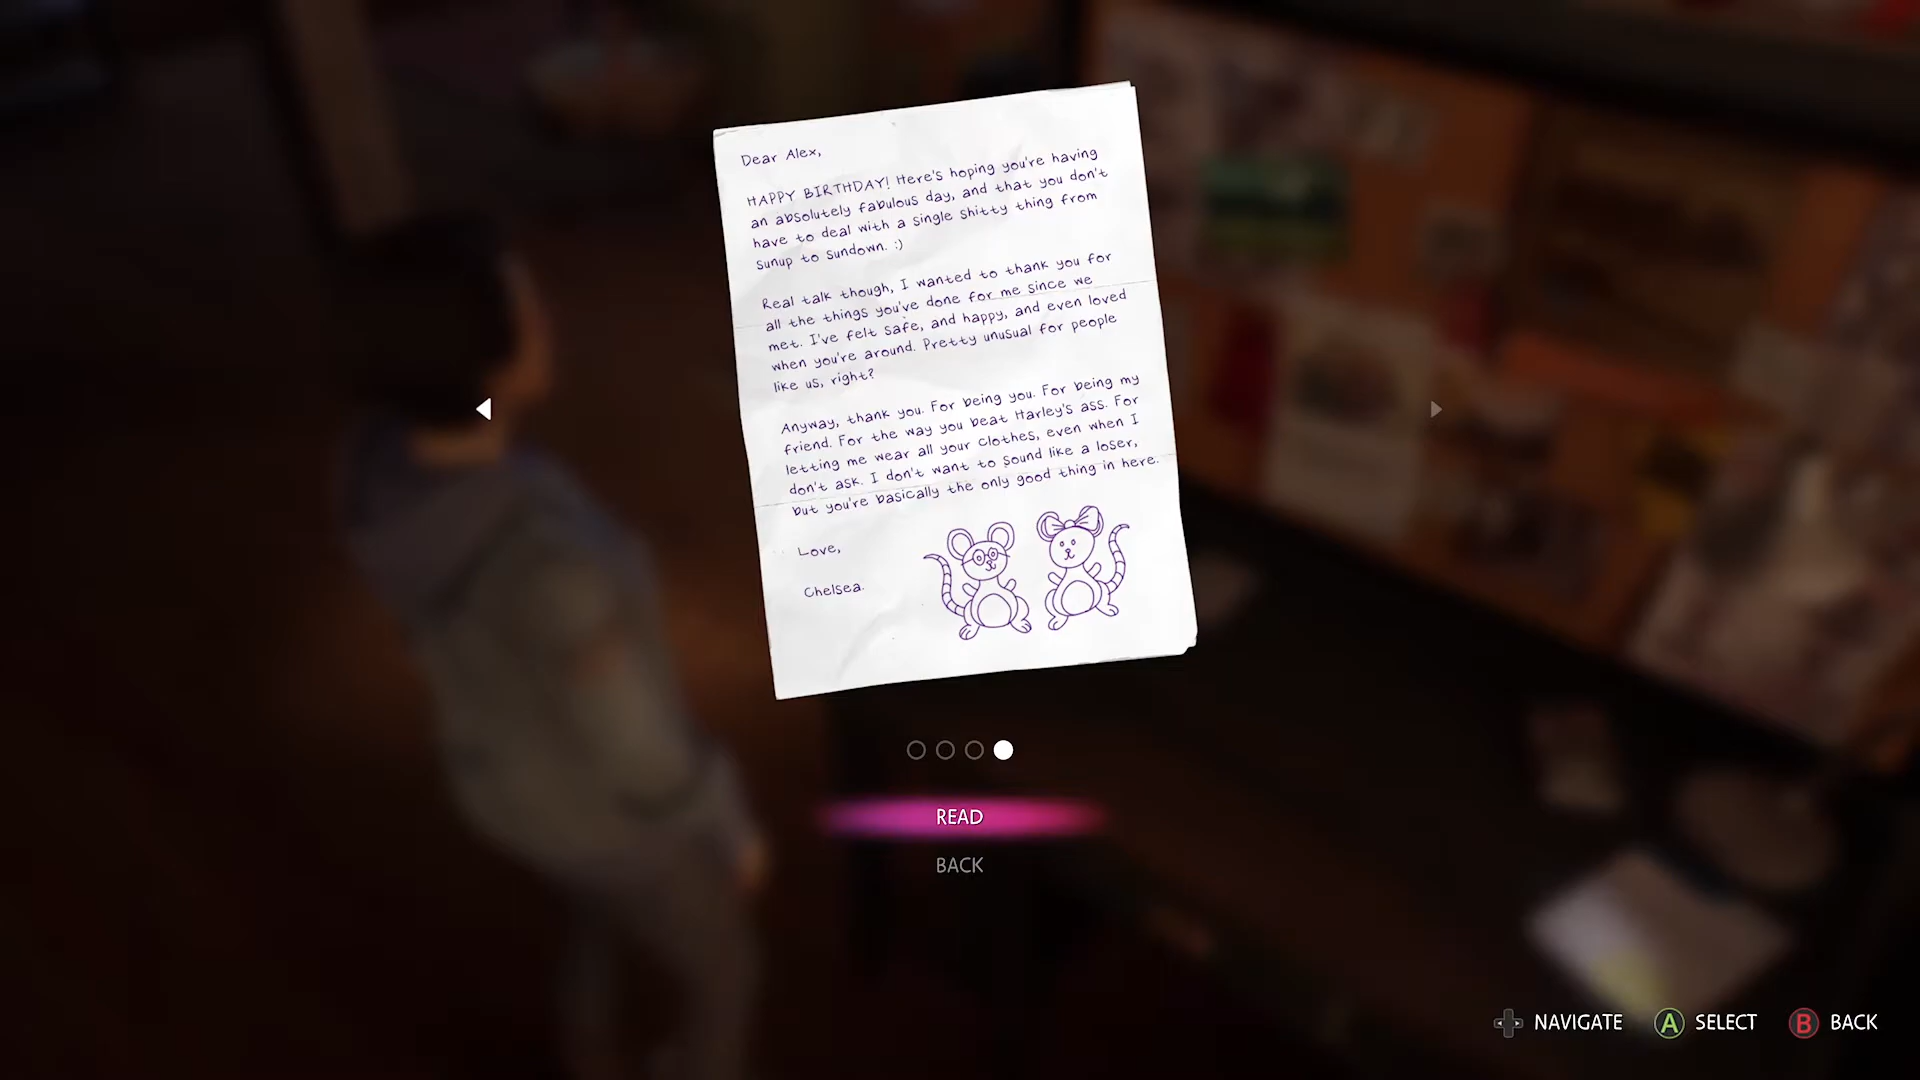 Dear Alex,
HAPPY BIRTHDAY! Here's hoping you're having
an absolutely fabulous day, and that you don't
have to deal with a single shitty thing from
sunup to sundown. :)
Real talk though, I wanted to thank you for
all the things you've done for me since we
met. I've felt safe, and happy, and even loved
when you're around. Pretty unusual for people
like us, right?
Anyway, thank you. For being you. For being my
friend. For the way you beat Harley's ass. For
letting me wear all your clothes, even when I
don't ask. I don't want to sound like a loser,
but you're basically the only good thing in here.
Love,
Chelsea.
READ
BACK
NAVIGATE A SELECT B BACK